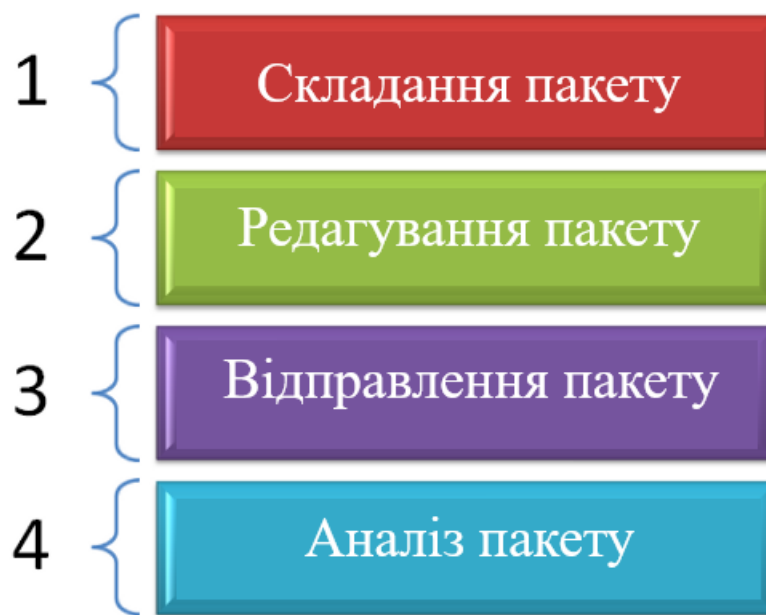 1 Складання пакету
2 Редагування пакету
3 Відправлення пакету
4 Аналіз пакету